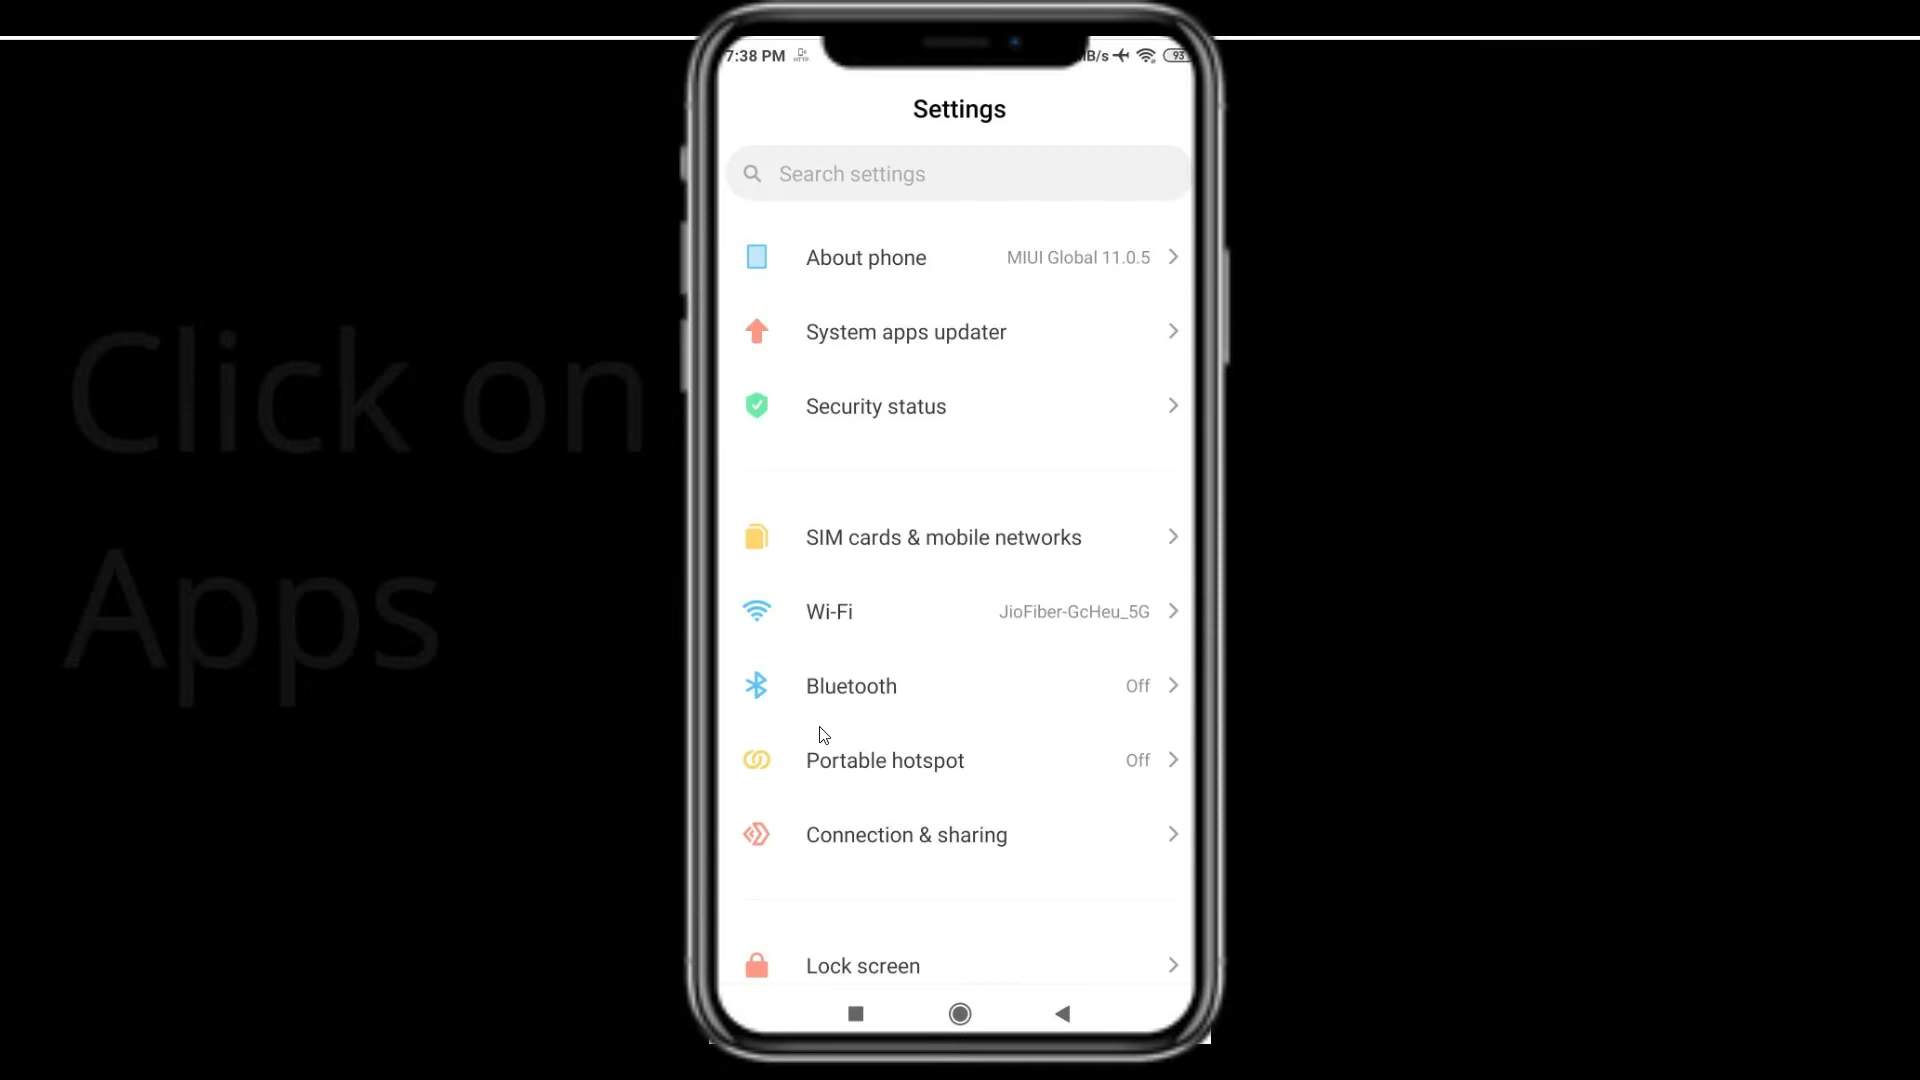 7:38 PM
B/s
93
Settings
Search settings
About phone
MIUI Global 11.0.5
System apps updater
Security status
SIM cards & mobile networks
Wi-Fi
JioFiber-GcHeu_5G
Bluetooth
Off
Portable hotspot
Off
Connection & sharing
Lock screen
Click on
Apps